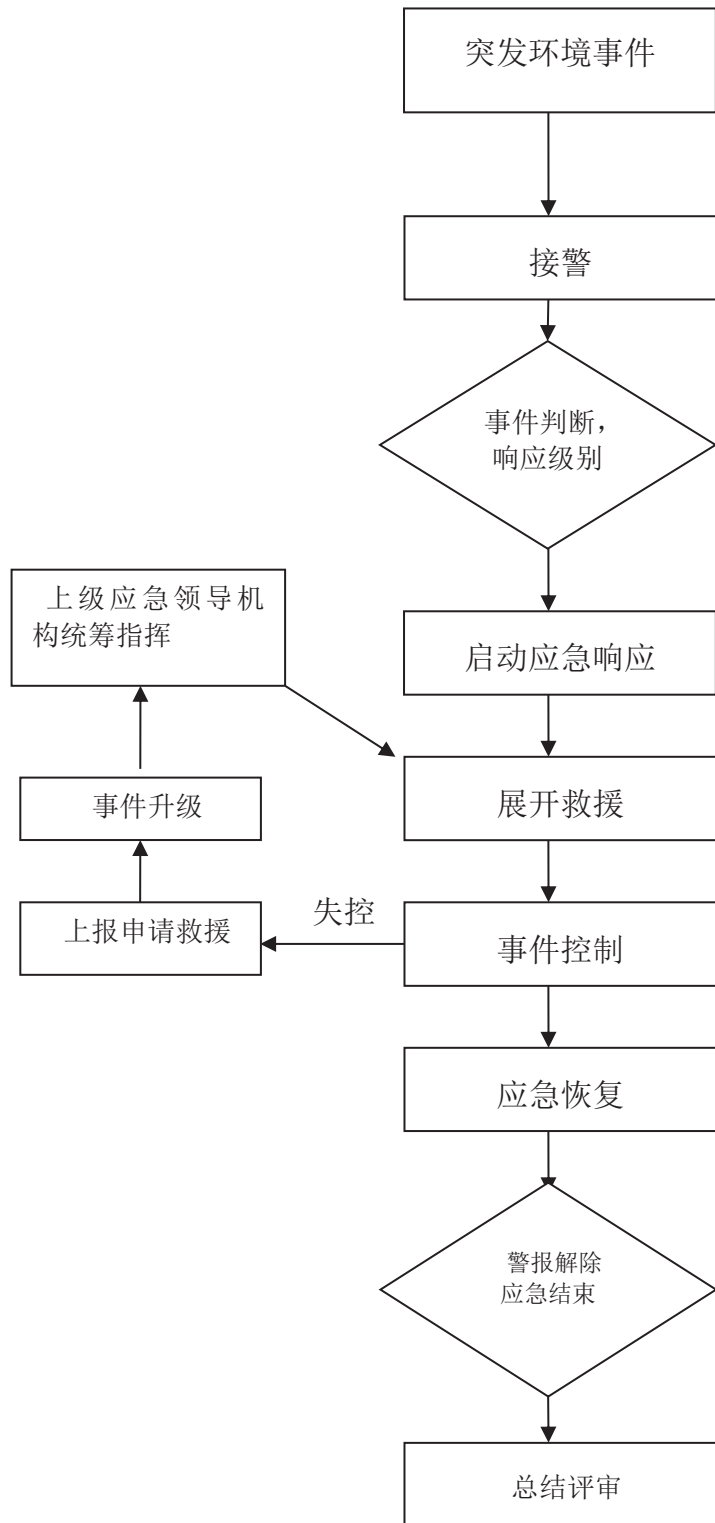 突发环境事件
接警
事件判断，
响应级别
上级应急领导机
构统筹指挥
启动应急响应
事件升级
展开救援
上报申请救援
失控
事件控制
应急恢复
警报解除
应急结束
总结评审